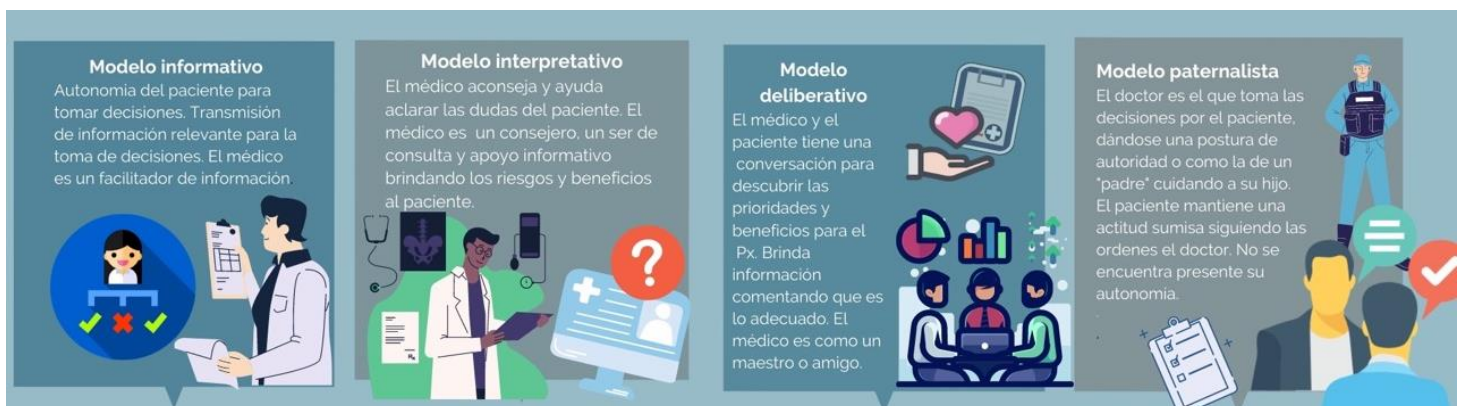 Modelo informativo
Autonomia del paciente para
tomar decisiones. Transmisión
de información relevante para la
toma de decisiones. El médico
es un facilitador de información.
Modelo interpretativo
El médico aconseja y ayuda
aclarar las dudas del paciente. El
médico es un consejero, un ser de
consulta y apoyo informativo
brindando los riesgos y beneficios
al paciente.
Modelo
deliberativo
El médico y el
paciente tiene una
conversación para
descubrir las
prioridades y
beneficios para el
Px. Brinda
información
comentando que es
lo adecuado. El
médico es como un
maestro o amigo.
Modelo paternalista
El doctor es el que toma las
decisiones por el paciente,
dándose una postura de
autoridad o como la de un
"padre" cuidando a su hijo.
El paciente mantiene una
actitud sumisa siguiendo las
ordenes el doctor. No se
encuentra presente su
autonomía.